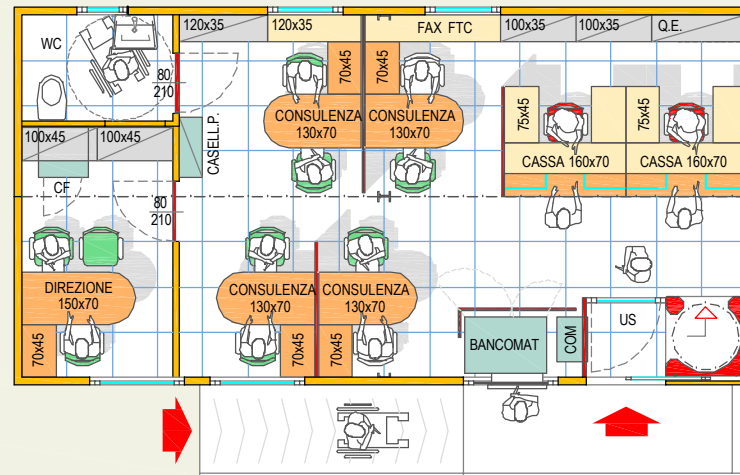 120x35
120x35
FAX FTC
100x35
100x35
Q.E.
WC
80
210
70x45
70x45
75x45
75x45
CONSULENZA
130x70
CONSULENZA
130x70
CASELL.P.
CASSA 160x70
CASSA 160x70
100x45
100x45
CF
80
210
DIREZIONE
150x70
CONSULENZA
130x70
CONSULENZA
130x70
70x45
70x45
70x45
BANCOMAT
COM
US